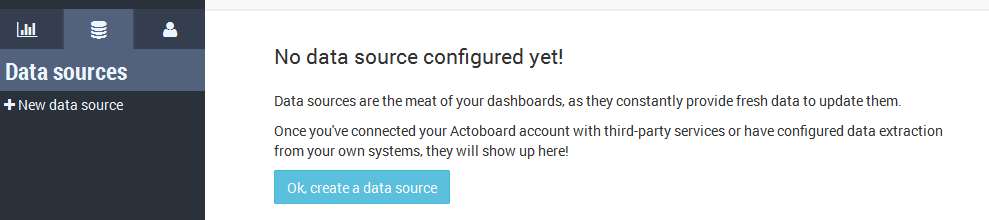 Data sources
New data source
No data source configured yet!
Data sources are the meat of your dashboards, as they constantly provide fresh data to update them.
Once you've connected your Actoboard account with third-party services or have configured data extraction
from your own systems, they will show up here!
Ok, create a data source